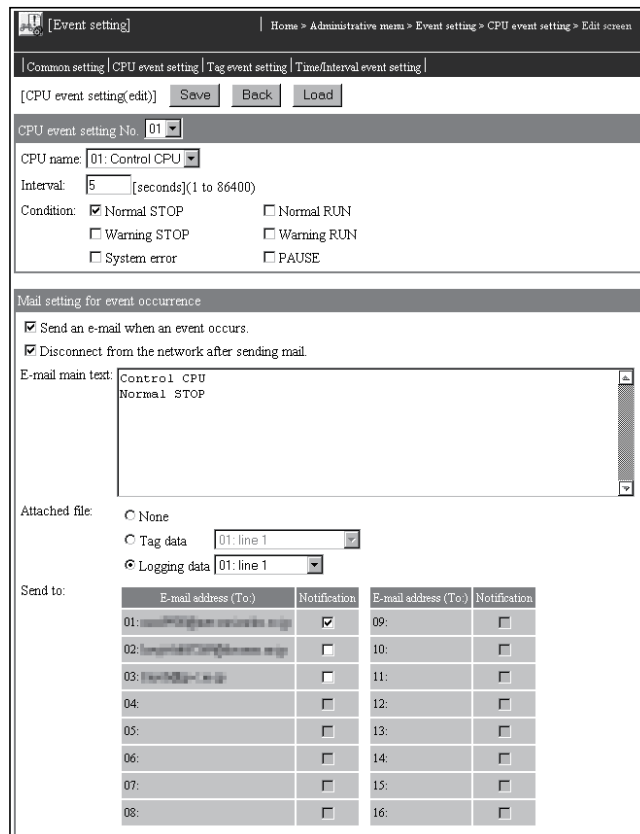 [Event setting]
Home > Administrative menu > Event setting > CPU event setting > Edit screen
Common setting | CPU event setting | Tag event setting | Time/Interval event setting
[CPU event setting(edit)] Save Back Load
CPU event setting No. 01
CPU name: 01: Control CPU
Interval: 5 [seconds](1 to 86400)
Condition: Normal STOP Normal RUN
Warning STOP Warning RUN
System error PAUSE
Mail setting for event occurrence
Send an e-mail when an event occurs.
Disconnect from the network after sending mail.
E-mail main text: Control CPU
Normal STOP
Attached file: None
Tag data 01: line 1
Logging data 01: line 1
Send to:
E-mail address (To:) Notification E-mail address (To:) Notification
01: 09:
02: 10:
03: 11:
04: 12:
05: 13:
06: 14:
07: 15:
08: 16: